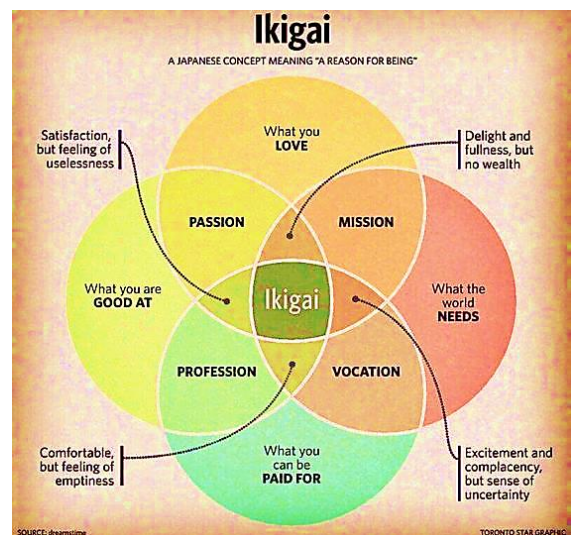 Ikigai
A JAPANESE CONCEPT MEANING "A REASON FOR BEING"
Satisfaction,
but feeling of
uselessness
What you
LOVE
Delight and
fullness, but
no wealth
PASSION
MISSION
What you are
GOOD AT
Ikigai
What the
world
NEEDS
PROFESSION
VOCATION
Comfortable,
but feeling of
emptiness
What you
can be
PAID FOR
Excitement and
complacency,
but sense of
uncertainty
SOURCE: dreamstime
TORONTO STAR GRAPHIC